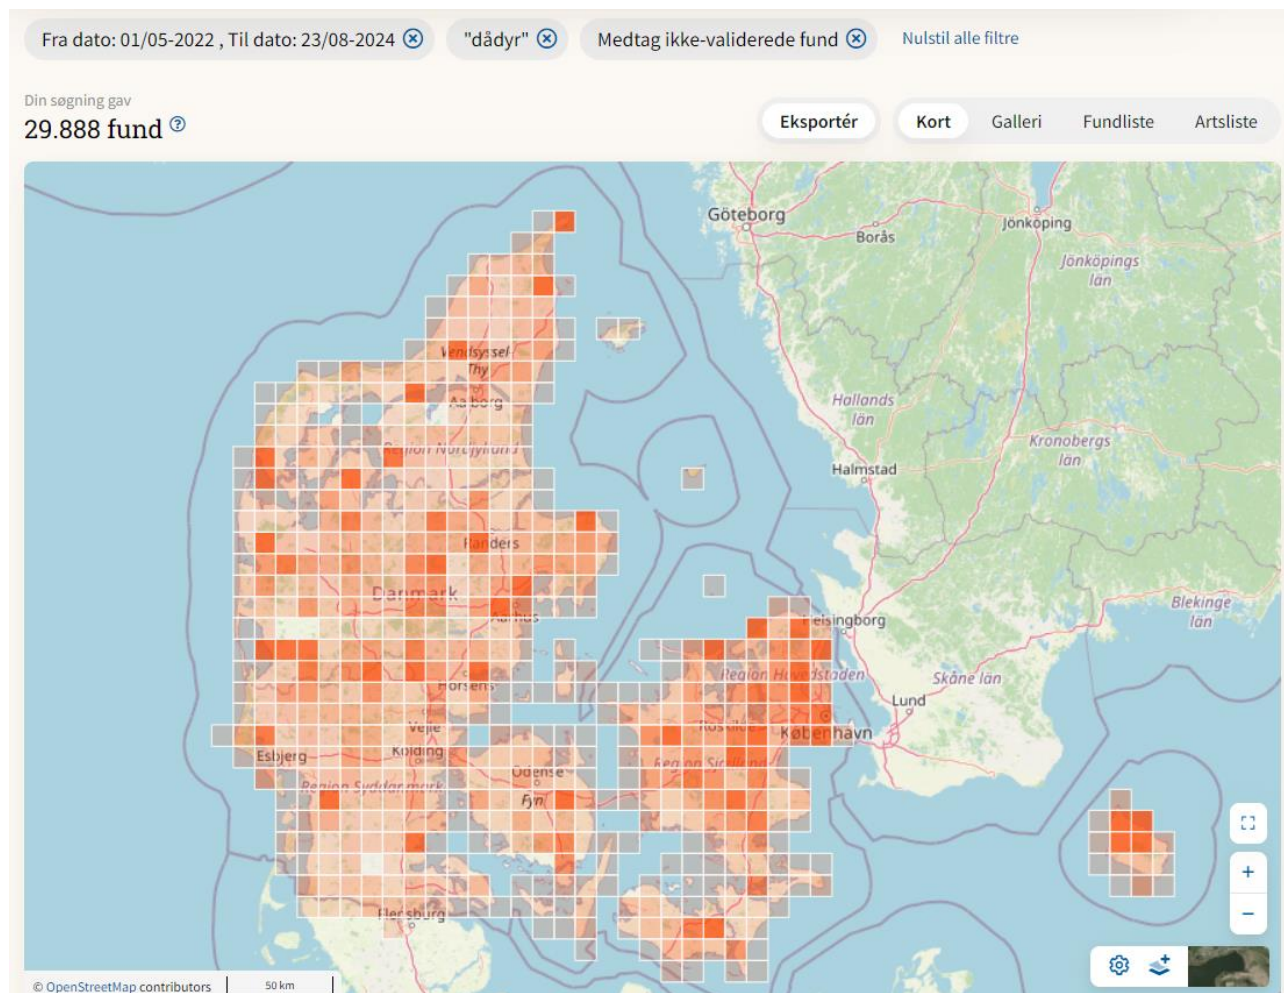 Fra dato: 01/05-2022 , Til dato: 23/08-2024
"dådyr"
Medtag ikke-validerede fund
Nulstil alle filtre
Din søgning gav
29.888 fund ?
Eksportér
Kort
Galleri
Fundliste
Artsliste
Göteborg
Borås
Jönköping
Jönköpings
län
Vendsyssel-
Thy
Aalborg
Hallands
län
Region Nordjylland
Kronobergs
län
Halmstad
Randers
Danmark
Aarhus
Helsingborg
Blekinge
län
Region Hovedstaden
Skåne län
Horsens
Lund
Vejle
Roskilde
København
Esbjerg
Kolding
Region Sjælland
Odense
Region Syddanmark
Fyn
Flensburg
+
−
© OpenStreetMap contributors
50 km